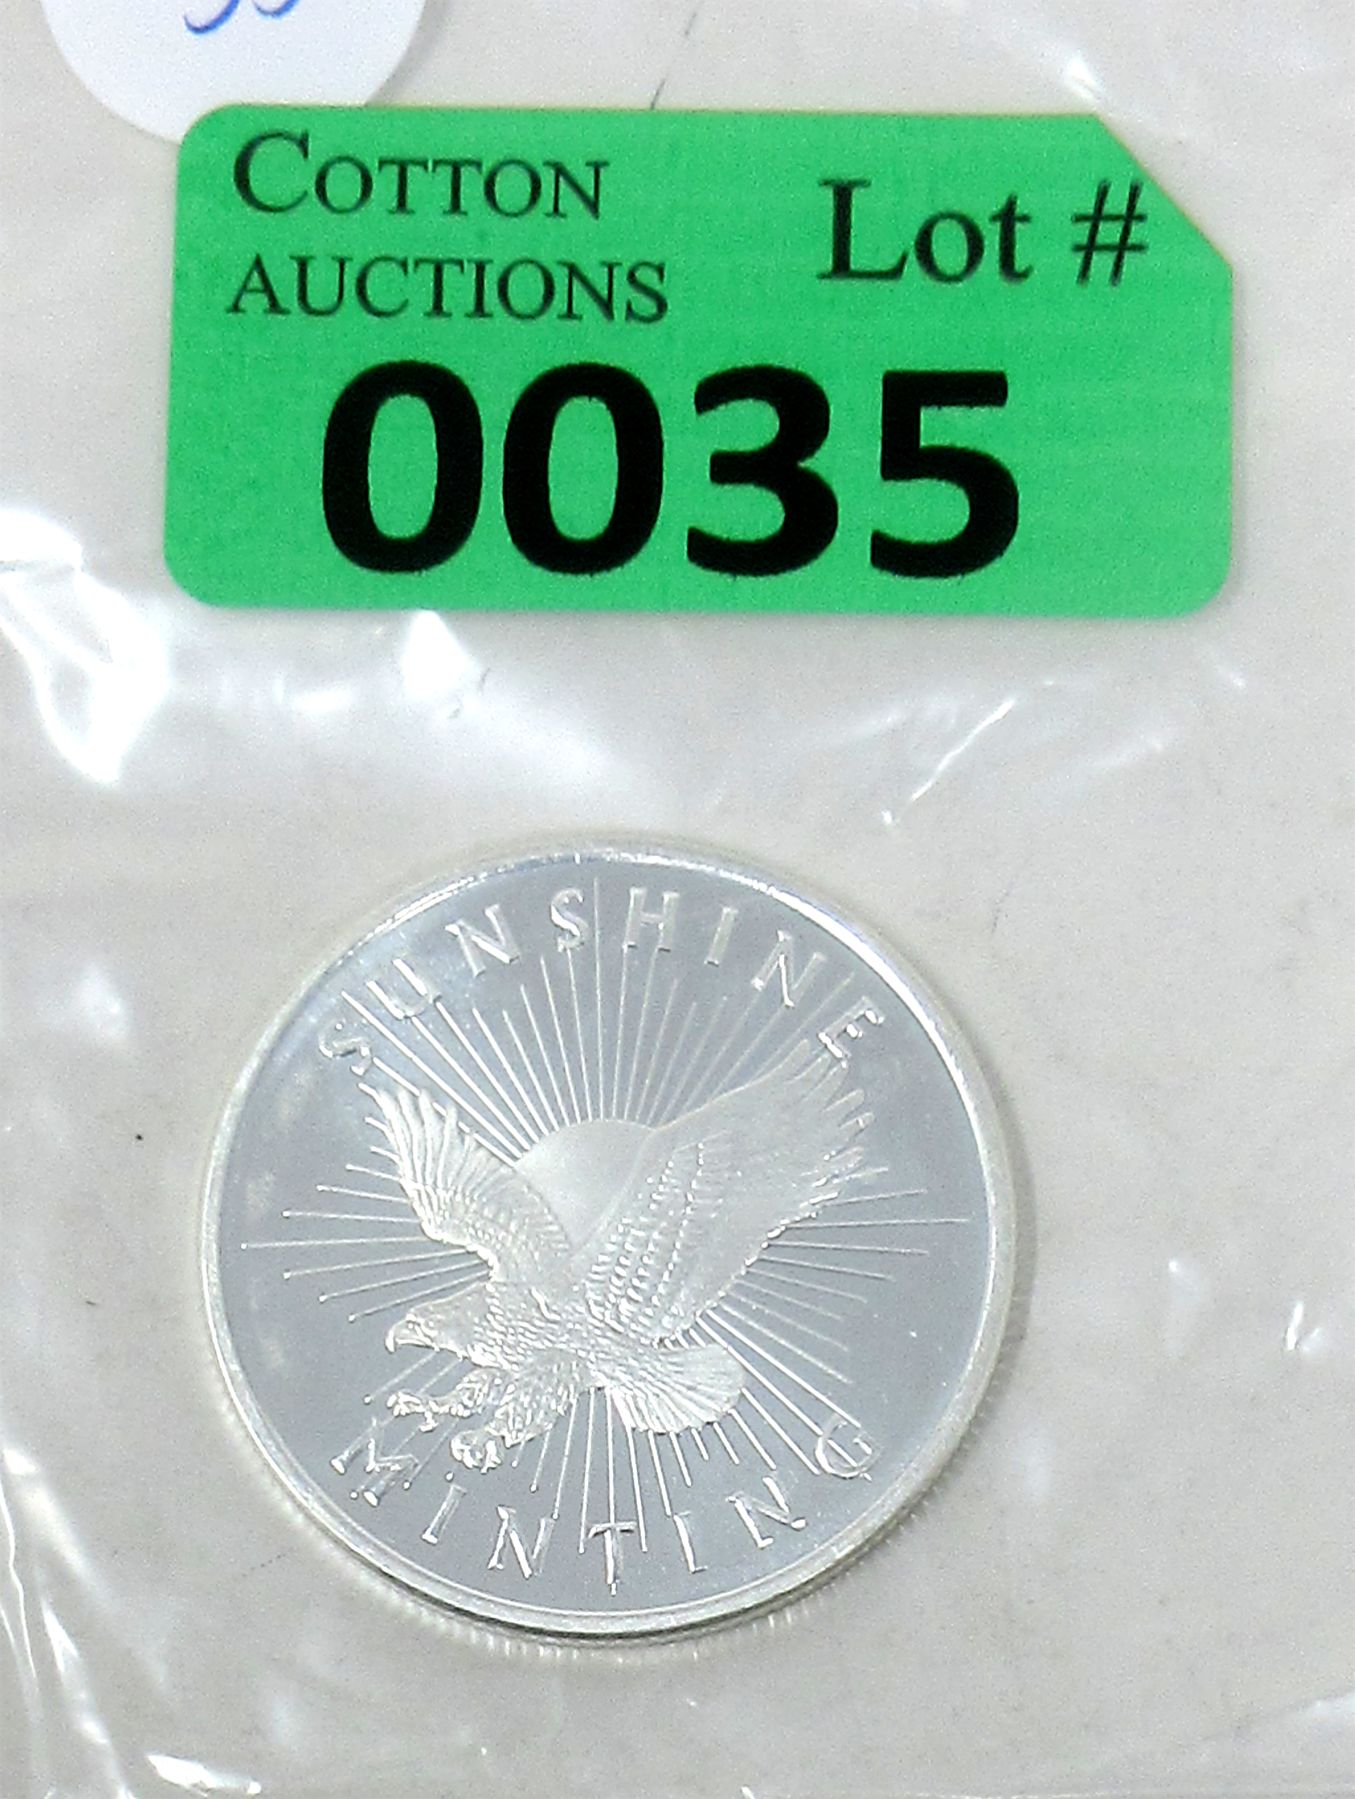 COTTON
AUCTIONS
Lot #
0035
SUNSHINE
MINTING